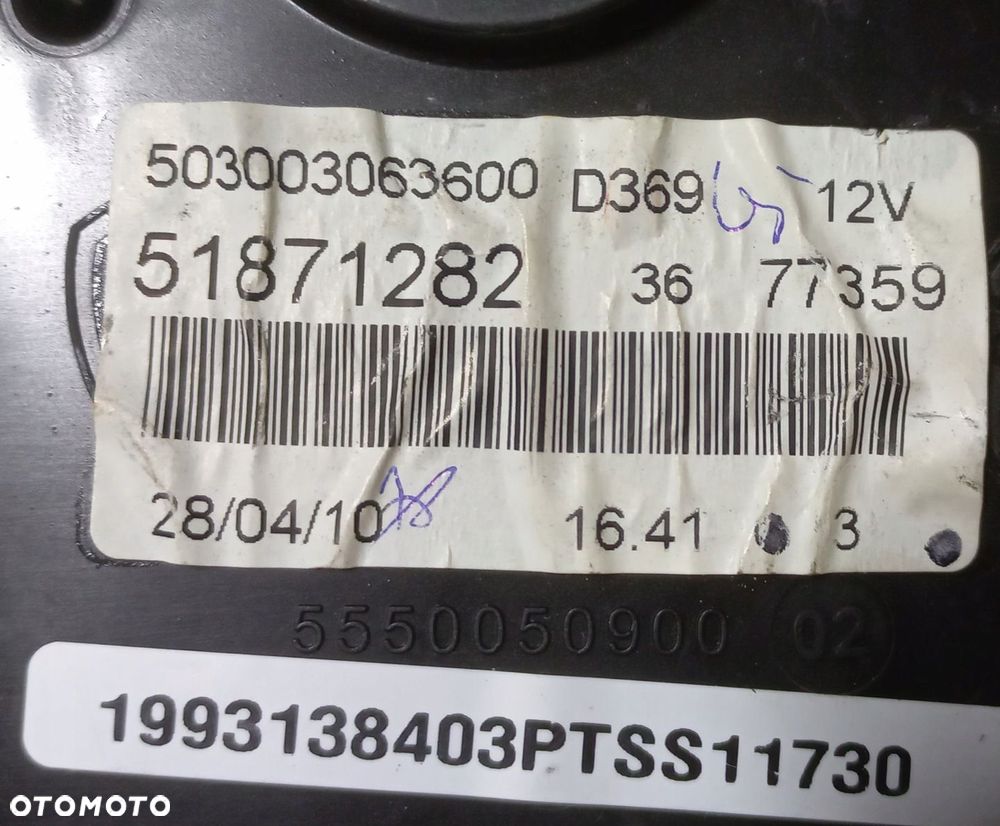 503003063600 D369 12V
51871282 36 77359
28/04/10 16.41 3
5550050900 02
1993138403PTSS11730
OTOMOTO